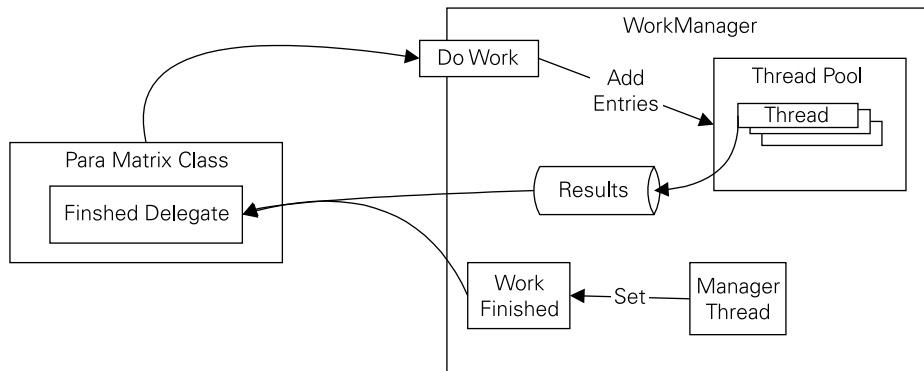 WorkManager
Do Work
Add
Entries
Thread Pool
Thread
Para Matrix Class
Finshed Delegate
Results
Work
Finished
Set
Manager
Thread